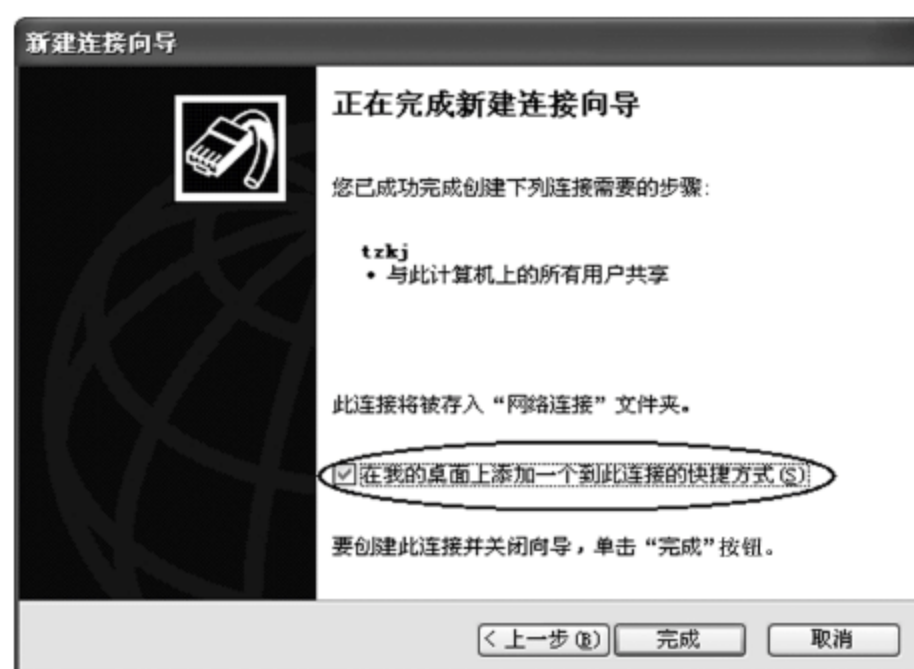 新建连接向导
正在完成新建连接向导
您已成功完成创建下列连接需要的步骤:
tzkj
• 与此计算机上的所有用户共享
此连接将被存入“网络连接”文件夹。
在我的桌面上添加一个到此连接的快捷方式(S)
要创建此连接并关闭向导，单击“完成”按钮。
< 上一步(B) 完成 取消